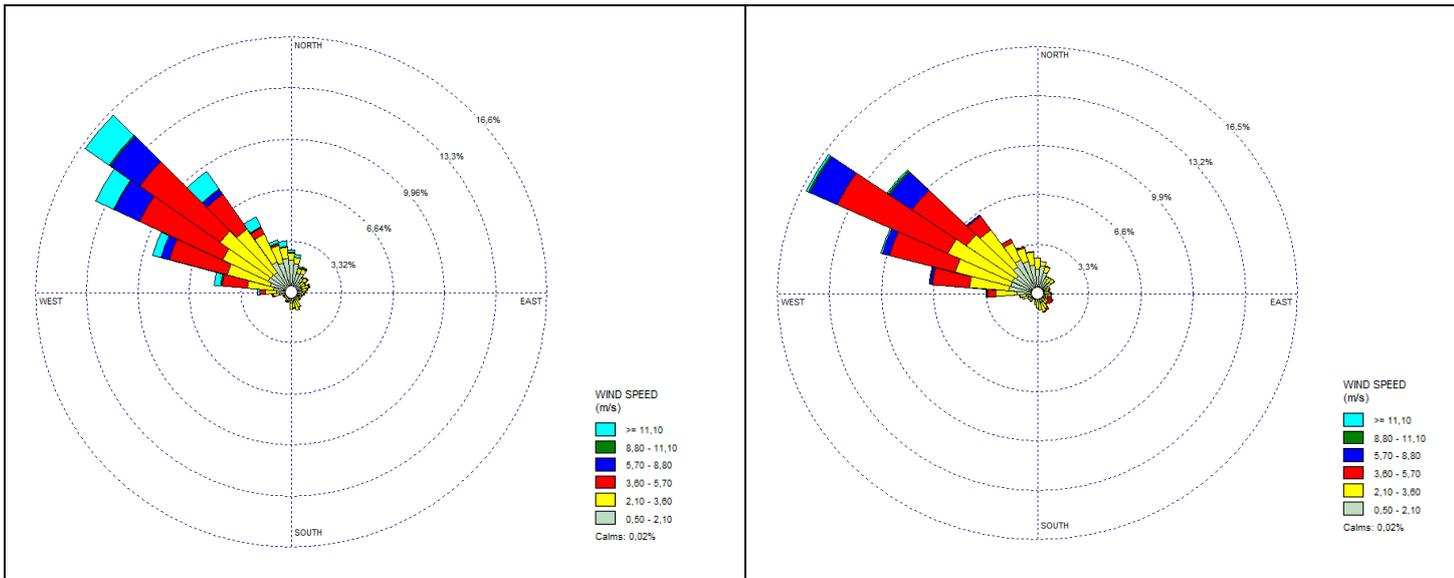 NORTH
16,6%
13,3%
9,96%
6,64%
3,32%
WEST
EAST
SOUTH
WIND SPEED
(m/s)
>= 11,10
8,80 - 11,10
5,70 - 8,80
3,60 - 5,70
2,10 - 3,60
0,50 - 2,10
Calms: 0,02%
NORTH
16,5%
13,2%
9,9%
6,6%
3,3%
WEST
EAST
SOUTH
WIND SPEED
(m/s)
>= 11,10
8,80 - 11,10
5,70 - 8,80
3,60 - 5,70
2,10 - 3,60
0,50 - 2,10
Calms: 0,02%